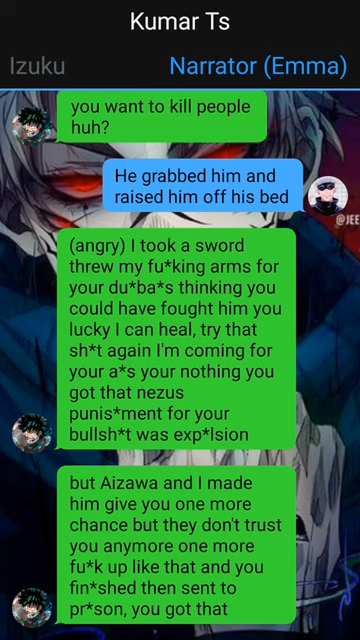 Kumar Ts
Izuku
Narrator (Emma)
you want to kill people
huh?
He grabbed him and
raised him off his bed
@JEE
(angry) I took a sword
threw my fu*king arms for
your du*ba*s thinking you
could have fought him you
lucky I can heal, try that
sh*t again I'm coming for
your a*s your nothing you
got that nezus
punis*ment for your
bullsh*t was exp*lsion
but Aizawa and I made
him give you one more
chance but they don't trust
you anymore one more
fu*k up like that and you
fin*shed then sent to
pr*son, you got that